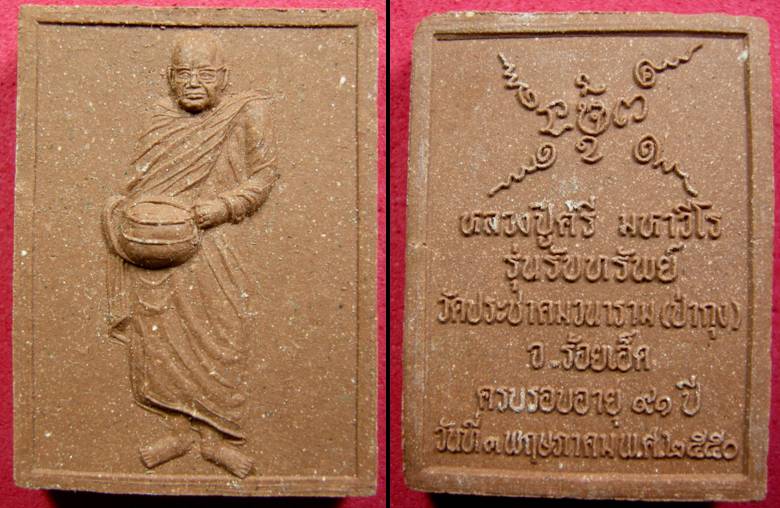 หลวงปู่ศรี มหาวีโร
รุ่นรับทรัพย์
วัดประชาคมวนาราม (ป่ากุง)
จ.ร้อยเอ็ด
ครบรอบอายุ ๙๑ ปี
วันที่ ๓ พฤษภาคม พ.ศ.๒๕๕๐